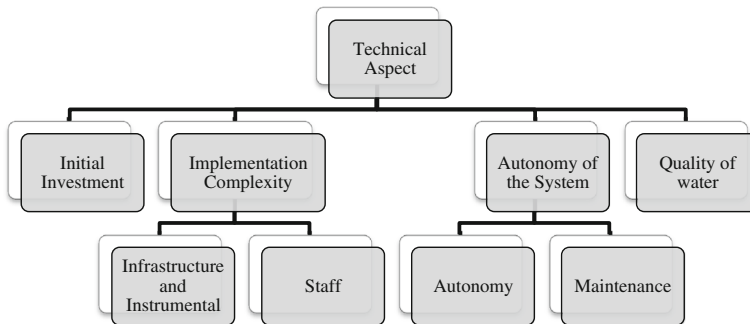 Technical
Aspect
Initial
Investment
Implementation
Complexity
Autonomy of
the System
Quality of
water
Infrastructure
and
Instrumental
Staff
Autonomy
Maintenance